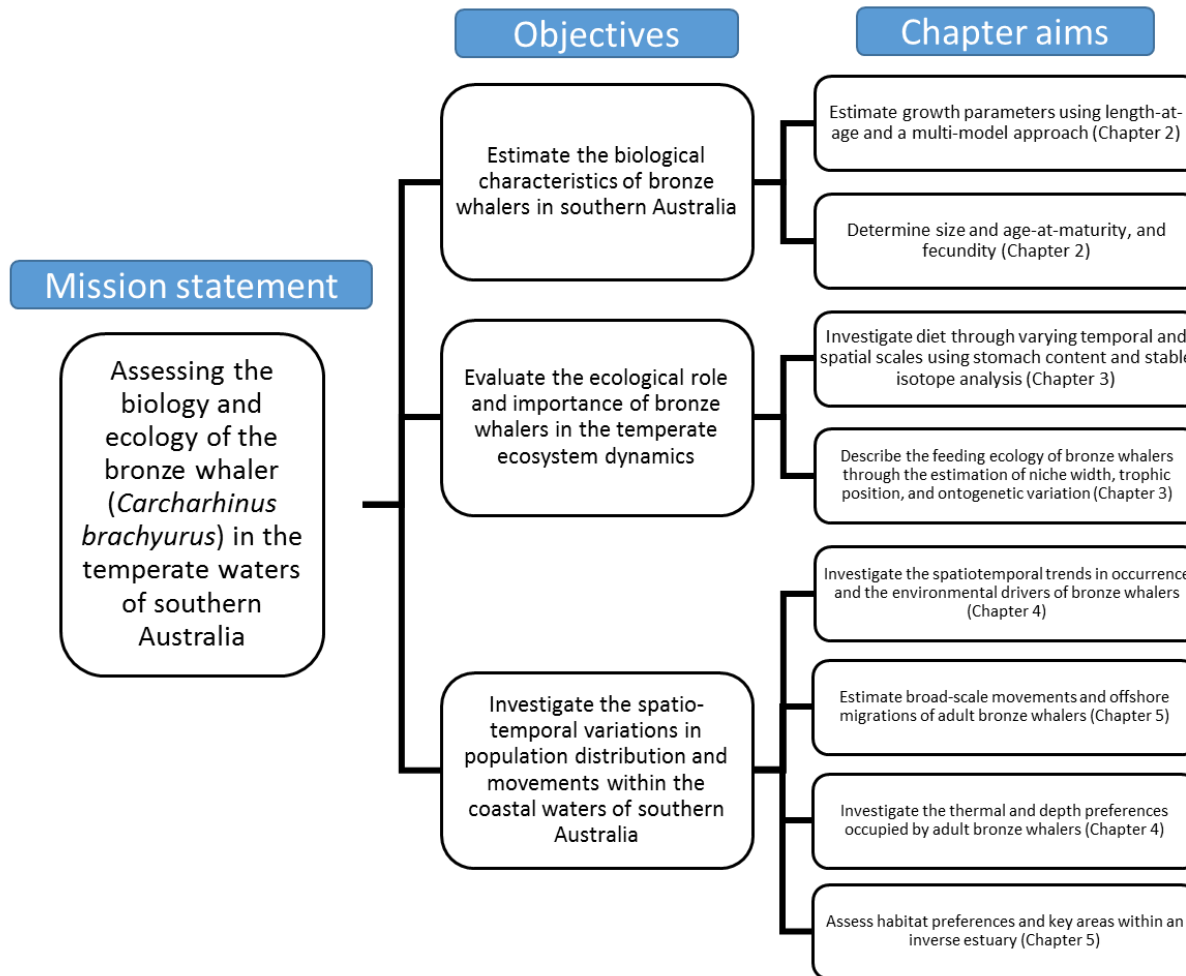 Objectives
Chapter aims
Mission statement
Assessing the
biology and
ecology of the
bronze whaler
(Carcharhinus
brachyurus) in the
temperate waters
of southern
Australia
Estimate the biological
characteristics of bronze
whalers in southern
Australia
Estimate growth parameters using length-at-
age and a multi-model approach (Chapter 2)
Determine size and age-at-maturity, and
fecundity (Chapter 2)
Evaluate the ecological role
and importance of bronze
whalers in the temperate
ecosystem dynamics
Investigate diet through varying temporal and
spatial scales using stomach content and stable
isotope analysis (Chapter 3)
Describe the feeding ecology of bronze whalers
through the estimation of niche width, trophic
position, and ontogenetic variation (Chapter 3)
Investigate the spatio-
temporal variations in
population distribution and
movements within the
coastal waters of southern
Australia
Investigate the spatiotemporal trends in occurrence
and the environmental drivers of bronze whalers
(Chapter 4)
Estimate broad-scale movements and offshore
migrations of adult bronze whalers (Chapter 5)
Investigate the thermal and depth preferences
occupied by adult bronze whalers (Chapter 4)
Assess habitat preferences and key areas within an
inverse estuary (Chapter 5)